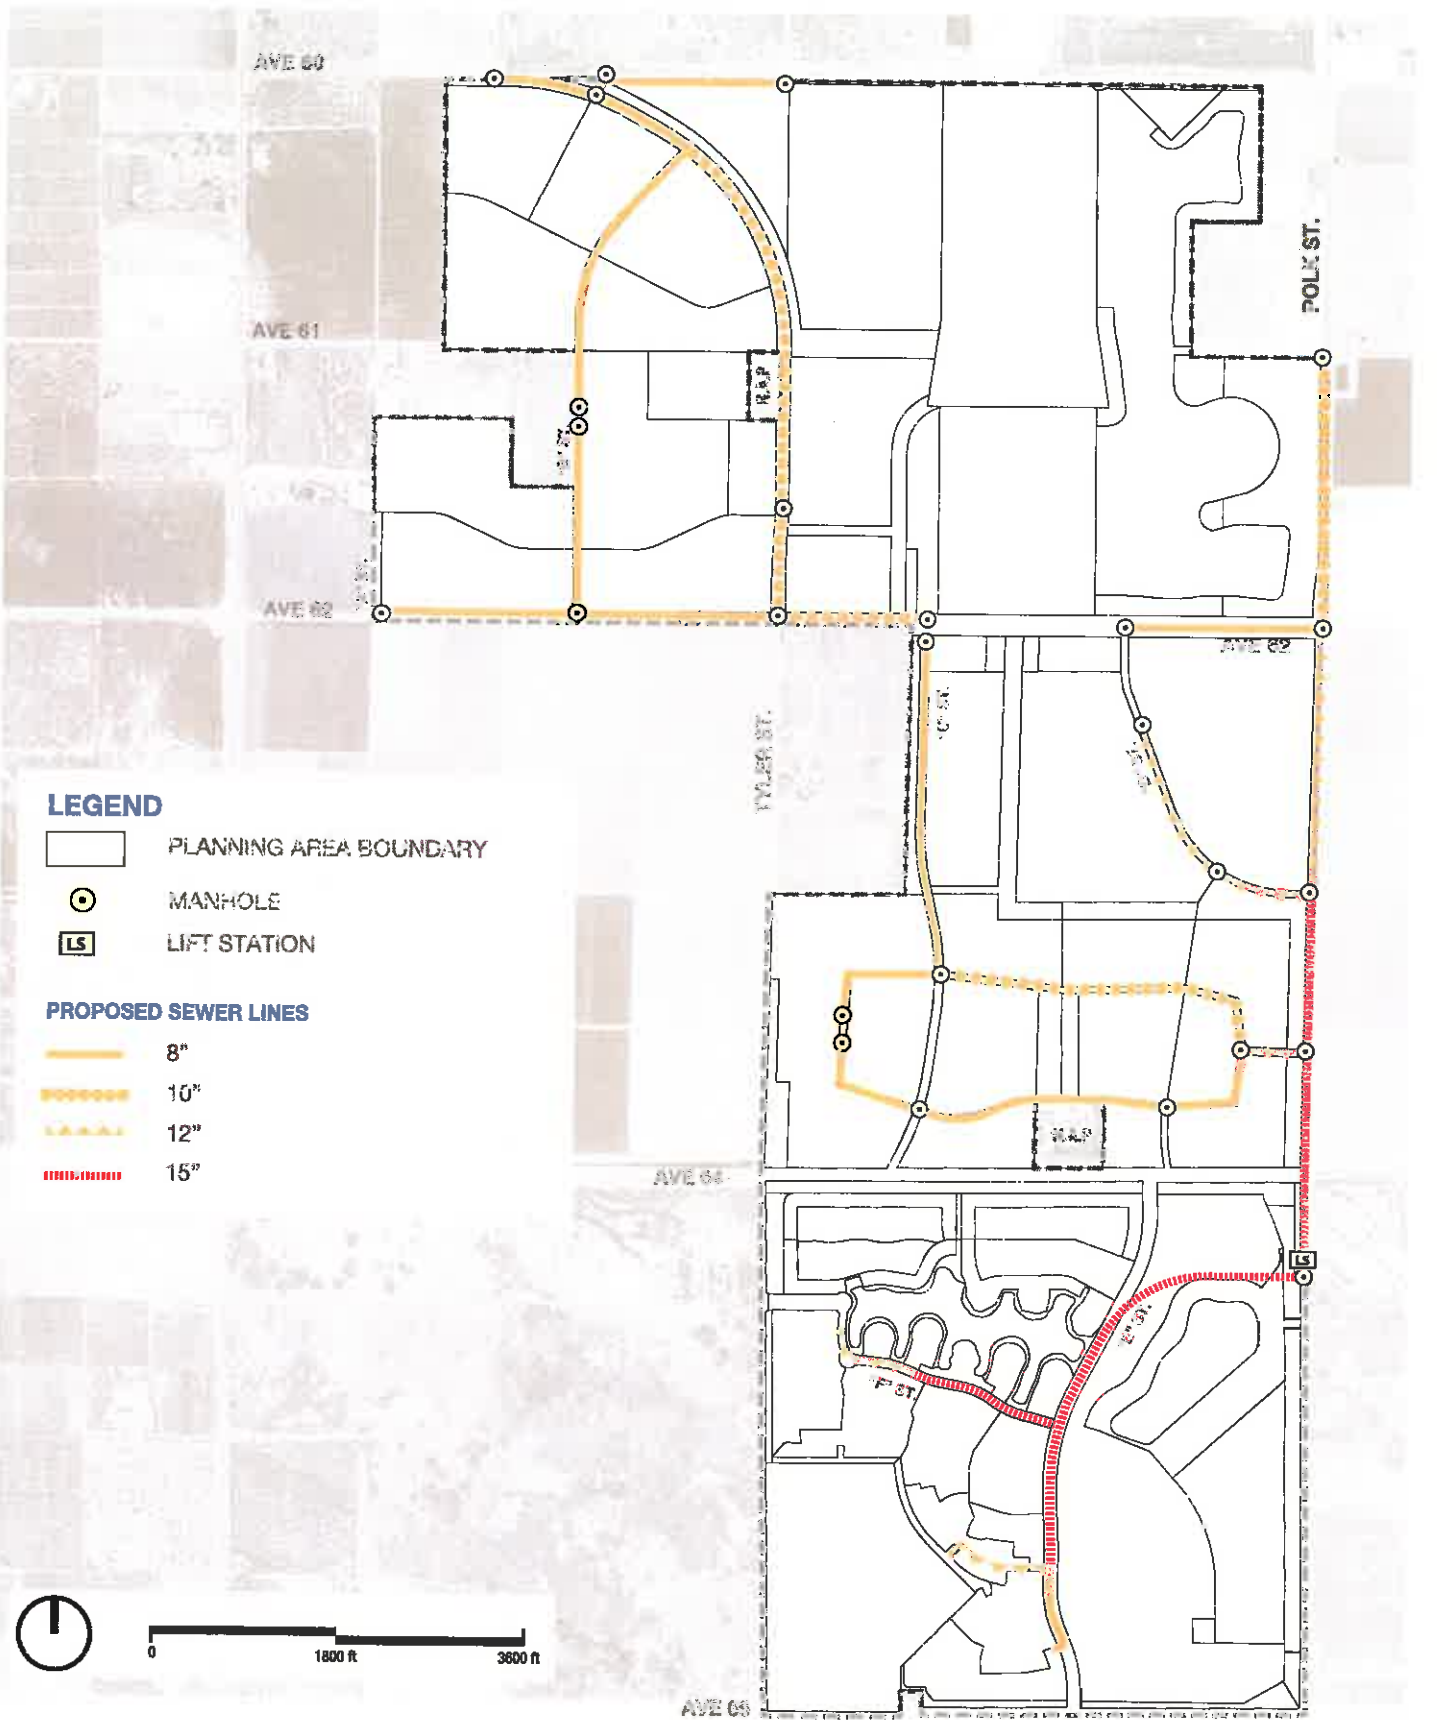 AVE 60
POLK ST.
AVE 61
N.A.P
AVE 62
AVE 62
"C" ST.
TYLER ST.
LEGEND
PLANNING AREA BOUNDARY
MANHOLE
LS
LIFT STATION
PROPOSED SEWER LINES
8"
10"
12"
15"
N.A.P
AVE 64
LS
"E" ST.
"F" ST.
0
1800 ft
3600 ft
AVE 66